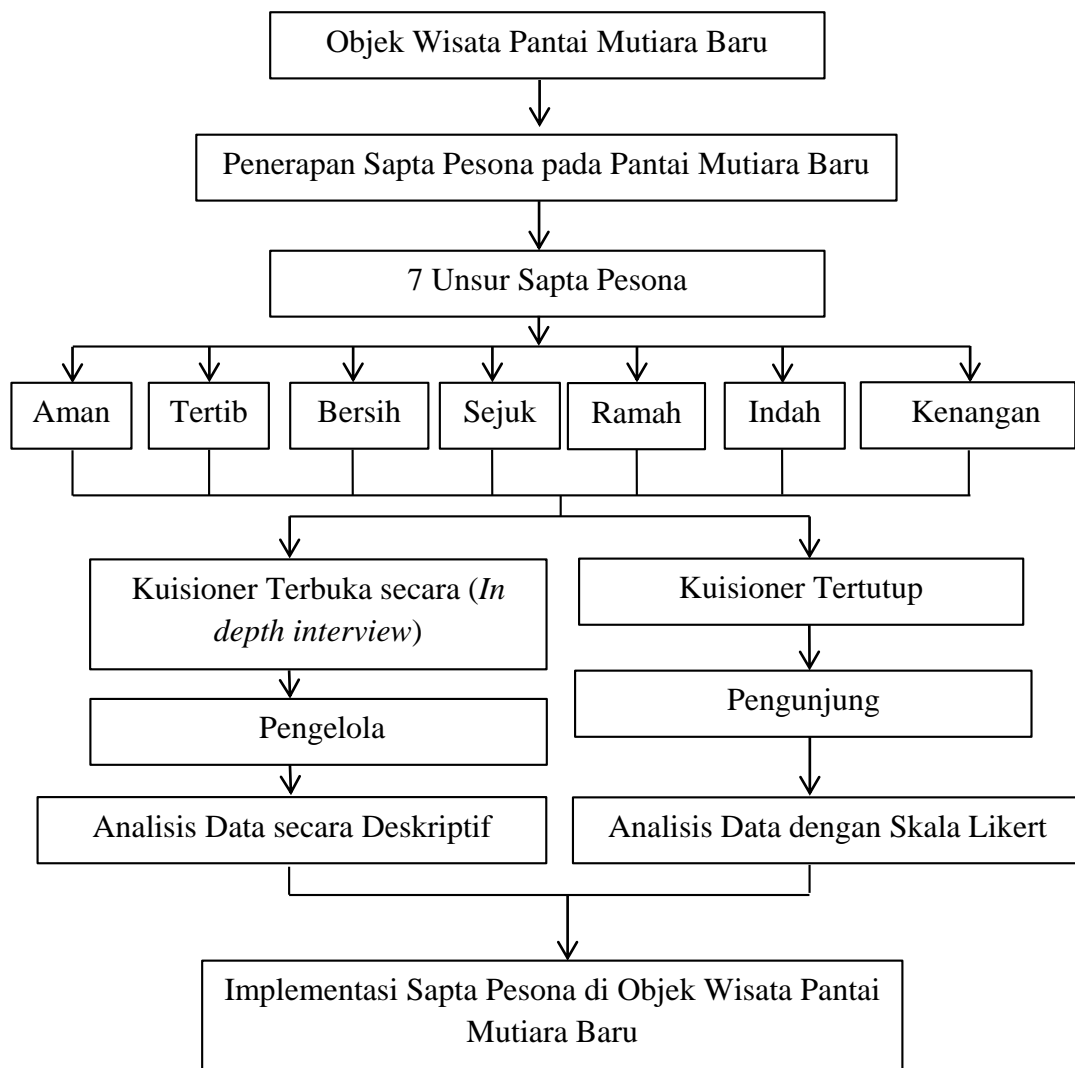 Objek Wisata Pantai Mutiara Baru
Penerapan Sapta Pesona pada Pantai Mutiara Baru
7 Unsur Sapta Pesona
Aman
Tertib
Bersih
Sejuk
Ramah
Indah
Kenangan
Kuisioner Terbuka secara (In
depth interview)
Kuisioner Tertutup
Pengelola
Pengunjung
Analisis Data secara Deskriptif
Analisis Data dengan Skala Likert
Implementasi Sapta Pesona di Objek Wisata Pantai
Mutiara Baru